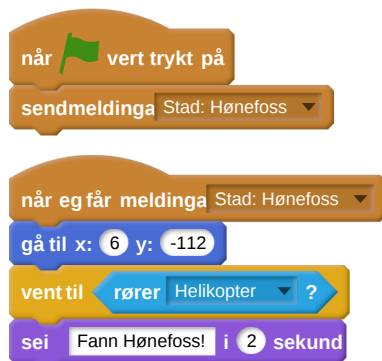 når vert trykt på
sendmeldinga Stad: Hønefoss
når eg får meldinga Stad: Hønefoss
gå til x: 6 y: -112
vent til rører Helikopter ?
sei Fann Hønefoss! i 2 sekund